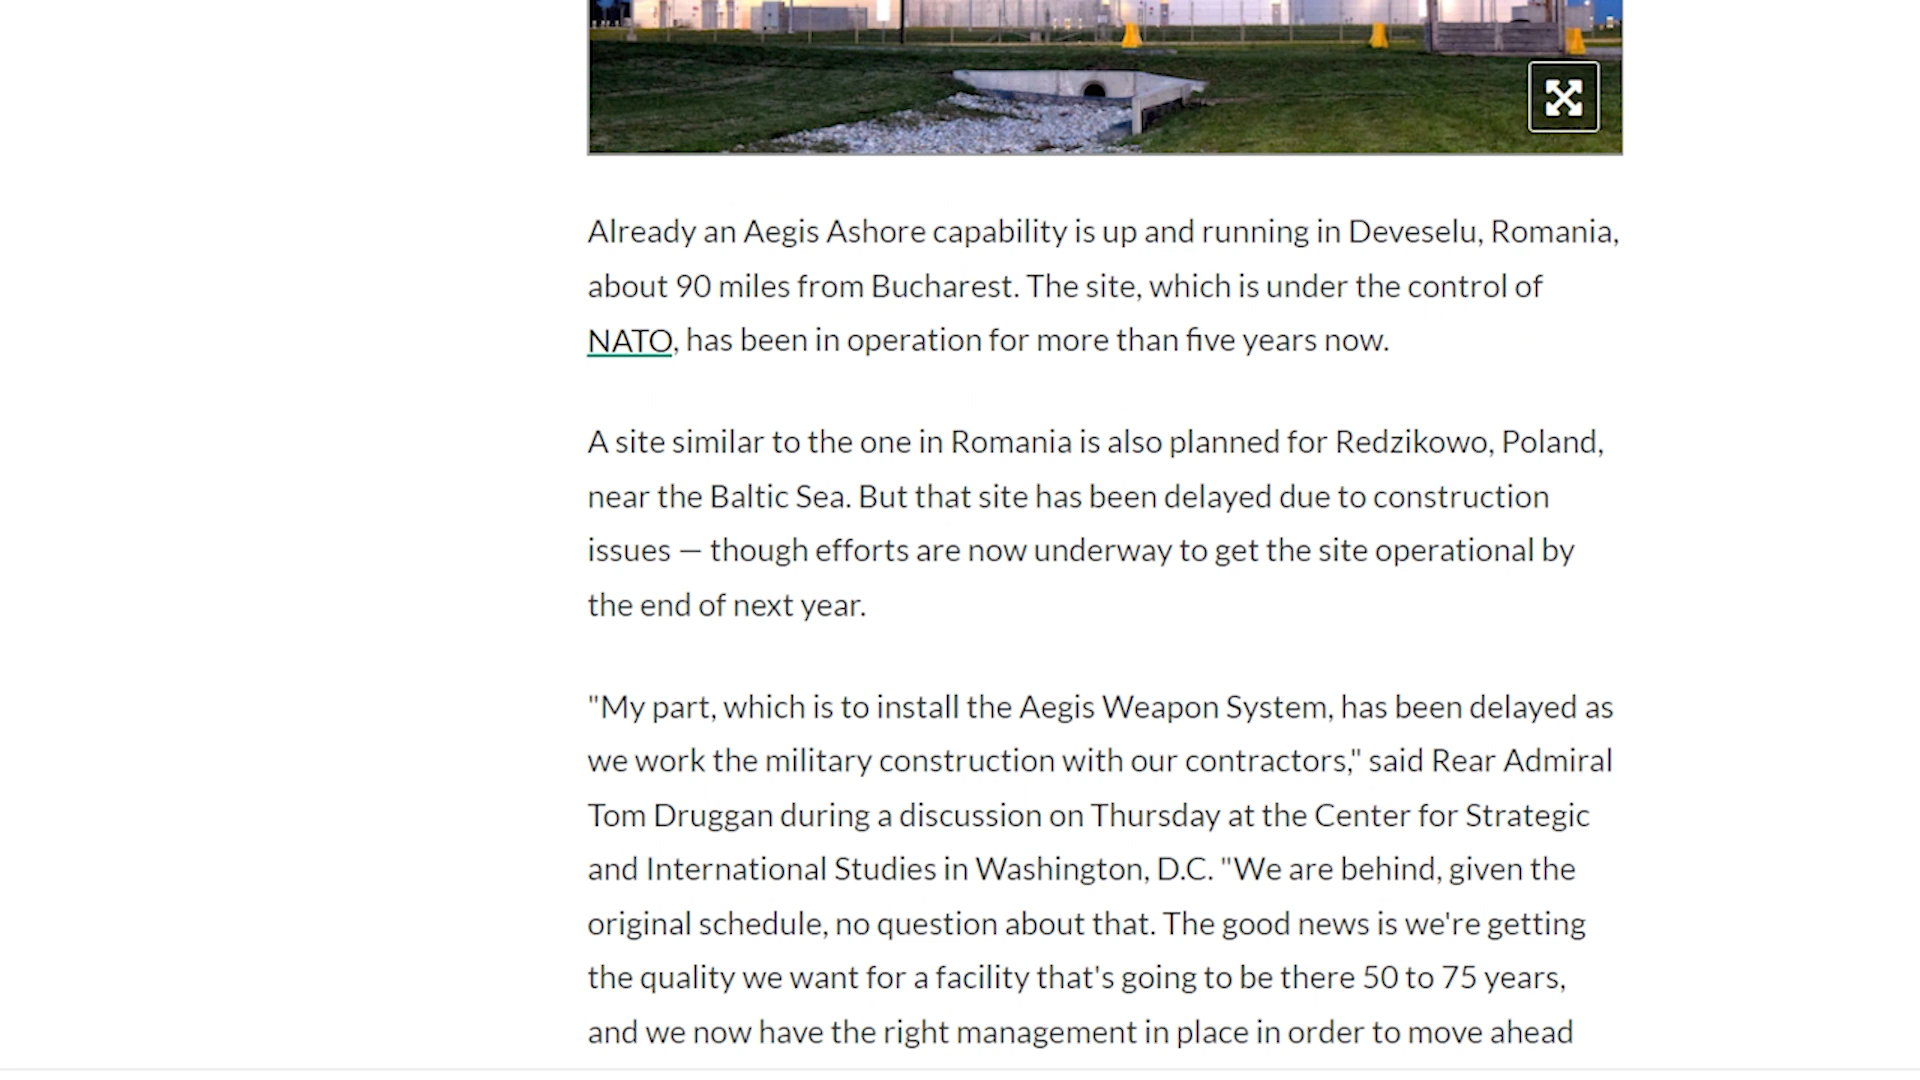 Already an Aegis Ashore capability is up and running in Deveselu, Romania,
about 90 miles from Bucharest. The site, which is under the control of
NATO, has been in operation for more than five years now.
A site similar to the one in Romania is also planned for Redzikowo, Poland,
near the Baltic Sea. But that site has been delayed due to construction
issues — though efforts are now underway to get the site operational by
the end of next year.
"My part, which is to install the Aegis Weapon System, has been delayed as
we work the military construction with our contractors," said Rear Admiral
Tom Druggan during a discussion on Thursday at the Center for Strategic
and International Studies in Washington, D.C. "We are behind, given the
original schedule, no question about that. The good news is we're getting
the quality we want for a facility that's going to be there 50 to 75 years,
and we now have the right management in place in order to move ahead